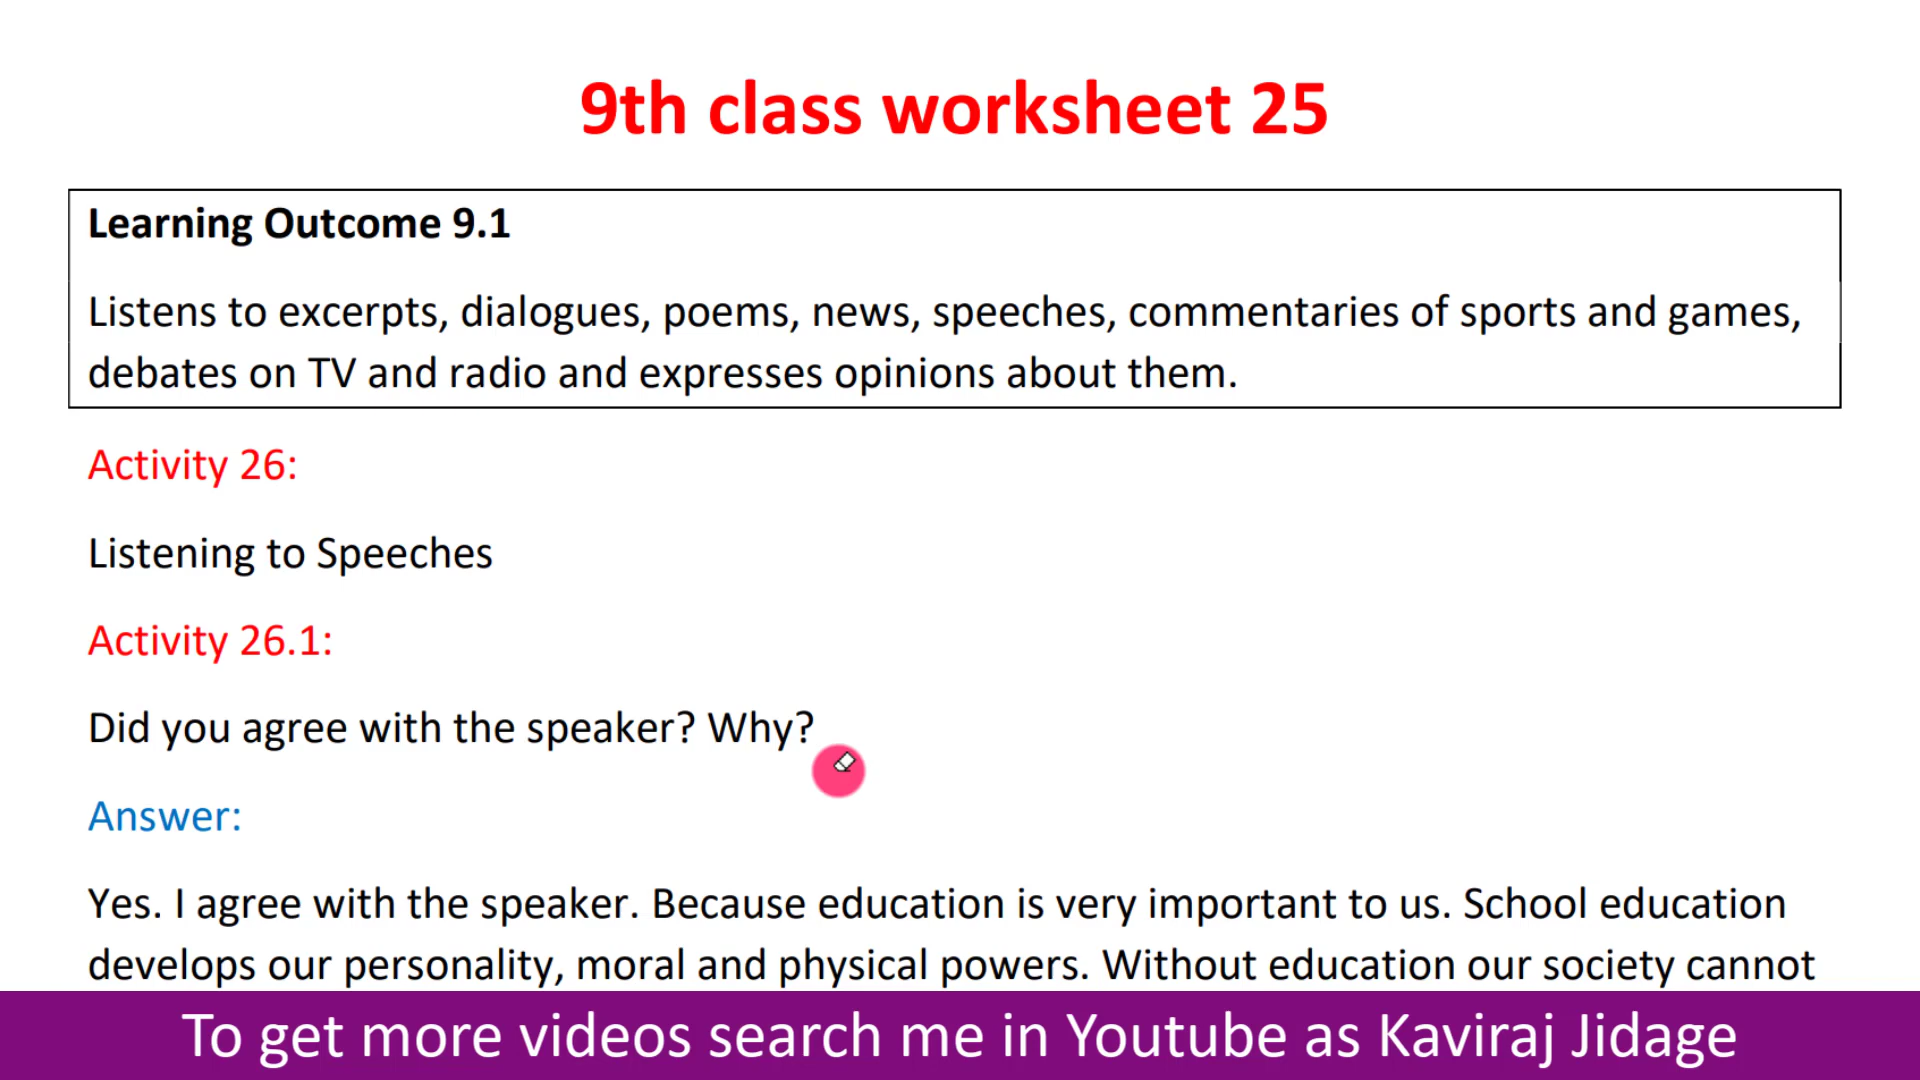 9th class worksheet 25
Learning Outcome 9.1
Listens to excerpts, dialogues, poems, news, speeches, commentaries of sports and games,
debates on TV and radio and expresses opinions about them.
Activity 26:
Listening to Speeches
Activity 26.1:
Did you agree with the speaker? Why?
Answer:
Yes. I agree with the speaker. Because education is very important to us. School education
develops our personality, moral and physical powers. Without education our society cannot
To get more videos search me in Youtube as Kaviraj Jidage